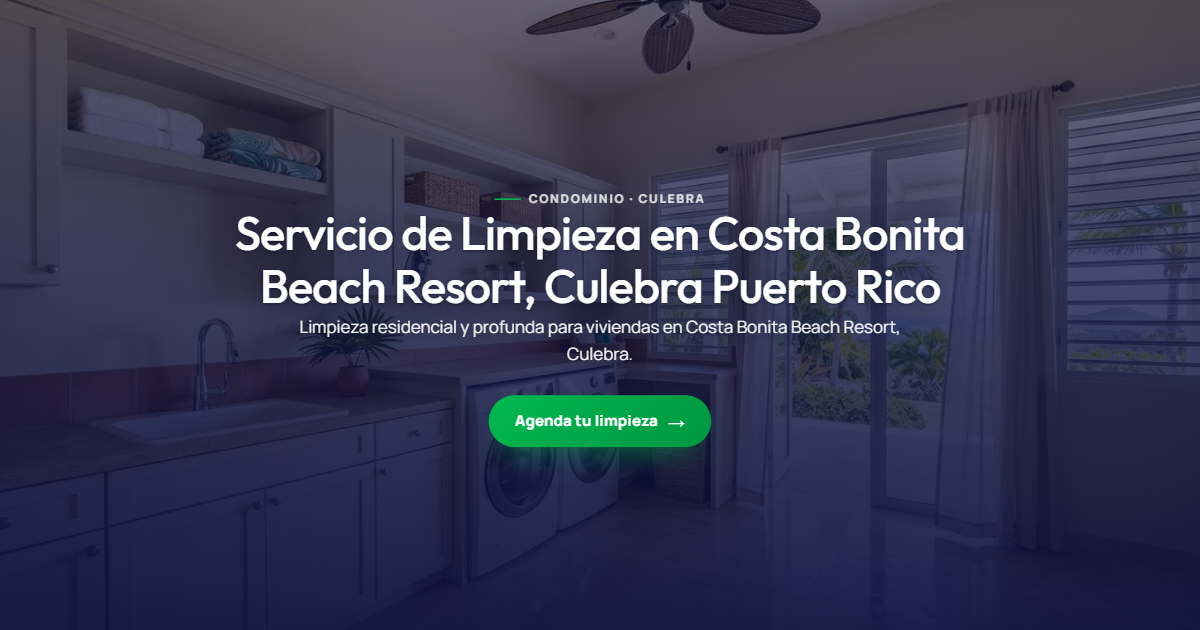 CONDOMINIO · CULEBRA
Servicio de Limpieza en Costa Bonita
Beach Resort, Culebra Puerto Rico
Limpieza residencial y profunda para viviendas en Costa Bonita Beach Resort,
Culebra.
Agenda tu limpieza →